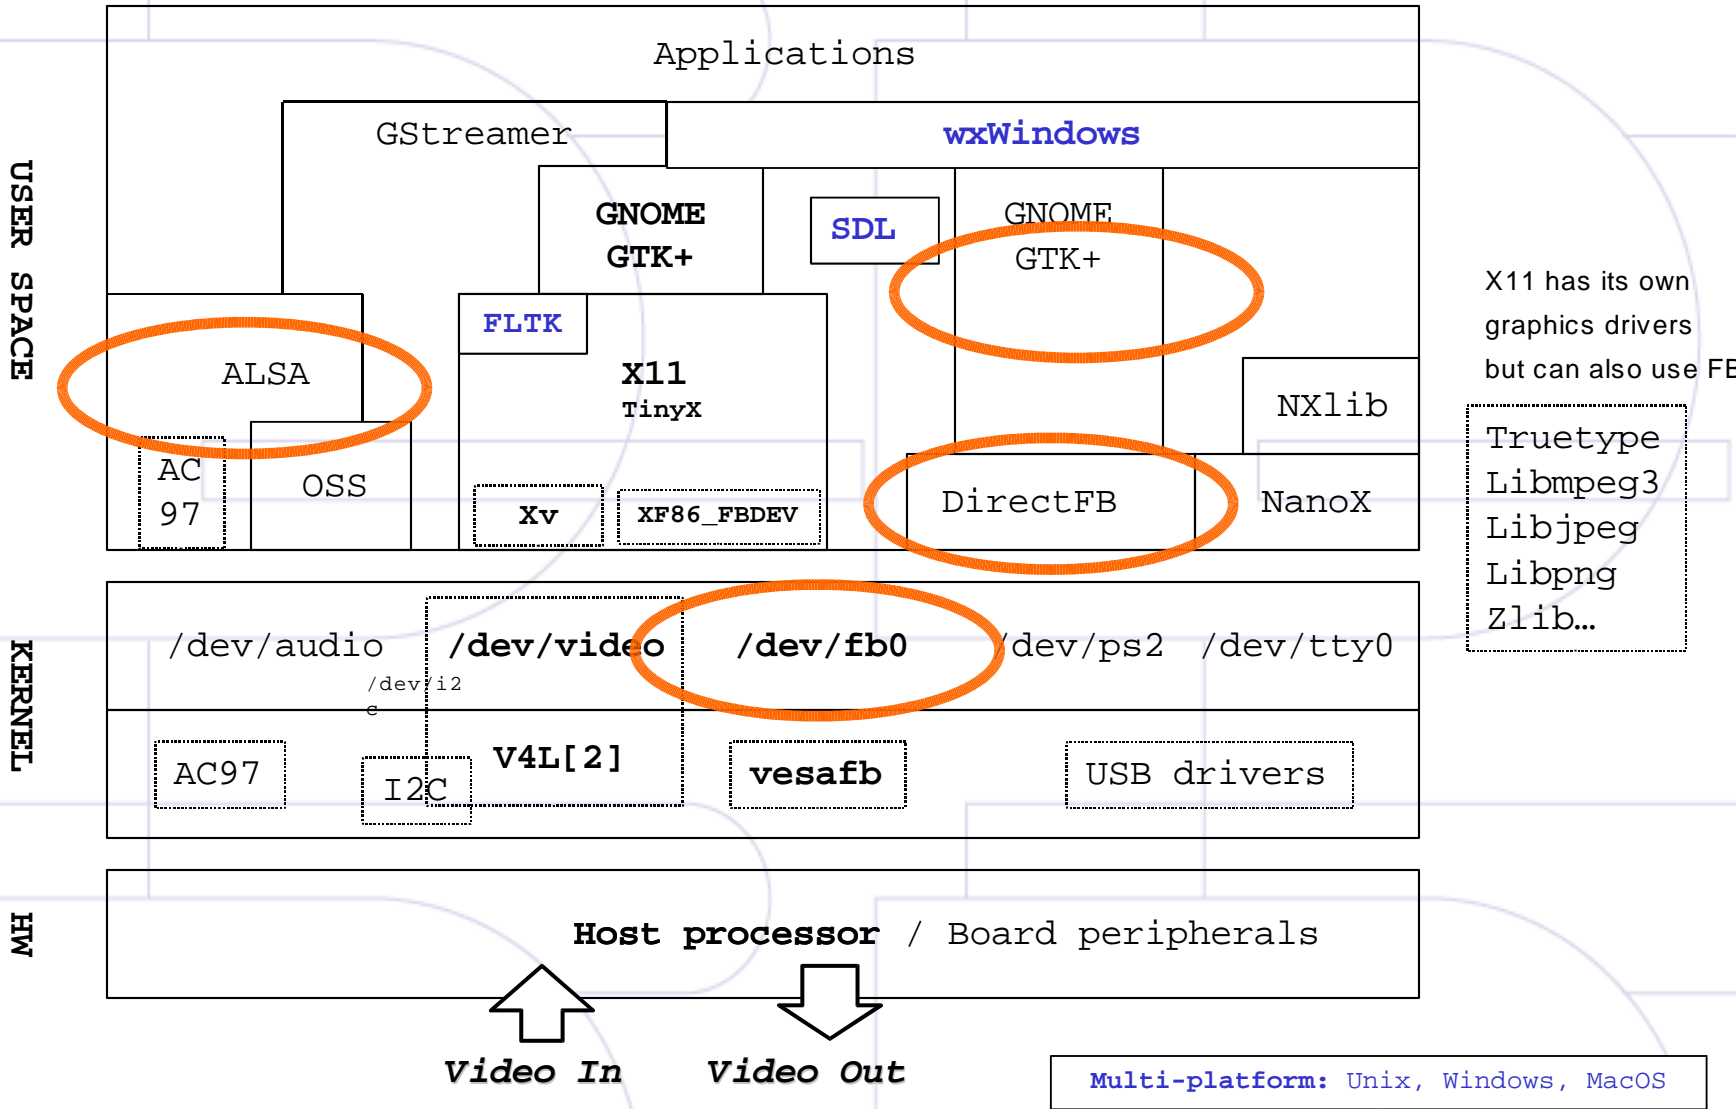 Applications
GStreamer
wxWindows
USER SPACE
GNOME
GTK+
SDL
GNOME
GTK+
FLTK
ALSA
X11
TinyX
NXlib
AC
97
OSS
Xv
XF86_FBDEV
DirectFB
NanoX
X11 has its own
graphics drivers
but can also use FB
Truetype
Libmpeg3
Libjpeg
Libpng
Zlib…
KERNEL
/dev/audio
/dev/video
/dev/fb0
/dev/ps2
/dev/tty0
/dev/i2
c
AC97
I2C
V4L[2]
vesafb
USB drivers
HW
Host processor / Board peripherals
Video In
Video Out
Multi-platform: Unix, Windows, MacOS